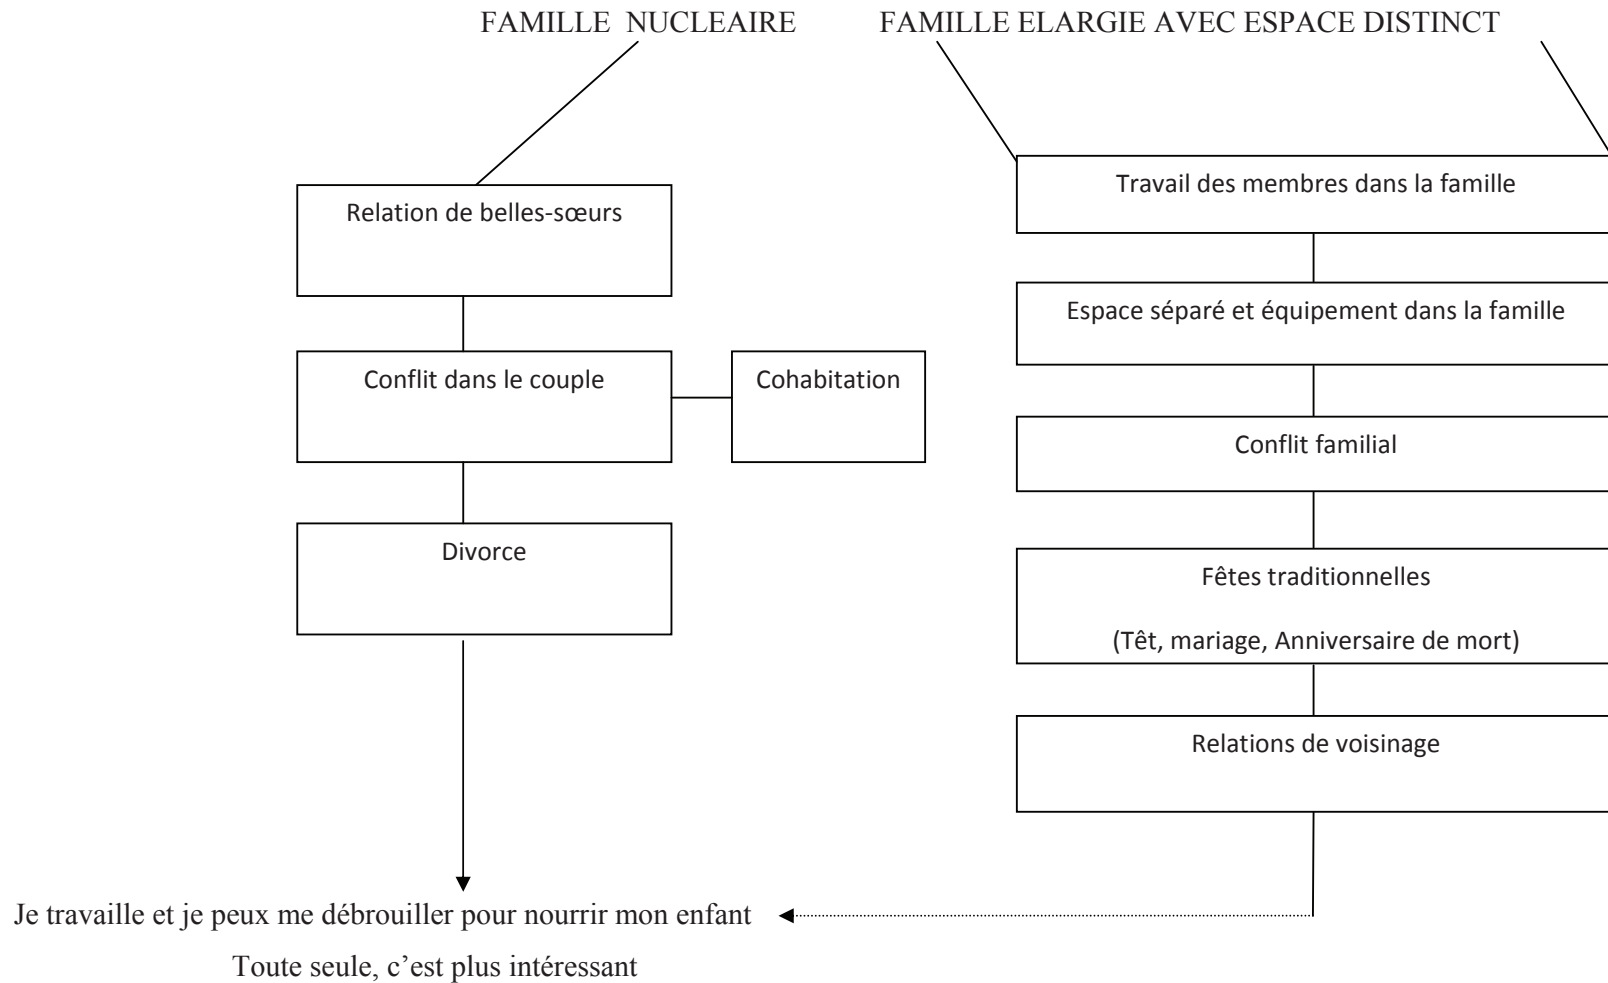 FAMILLE NUCLEAIRE
FAMILLE ELARGIE AVEC ESPACE DISTINCT
Relation de belles-sœurs
Conflit dans le couple
Cohabitation
Divorce
Travail des membres dans la famille
Espace séparé et équipement dans la famille
Conflit familial
Fêtes traditionnelles
(Têt, mariage, Anniversaire de mort)
Relations de voisinage
Je travaille et je peux me débrouiller pour nourrir mon enfant
Toute seule, c’est plus intéressant